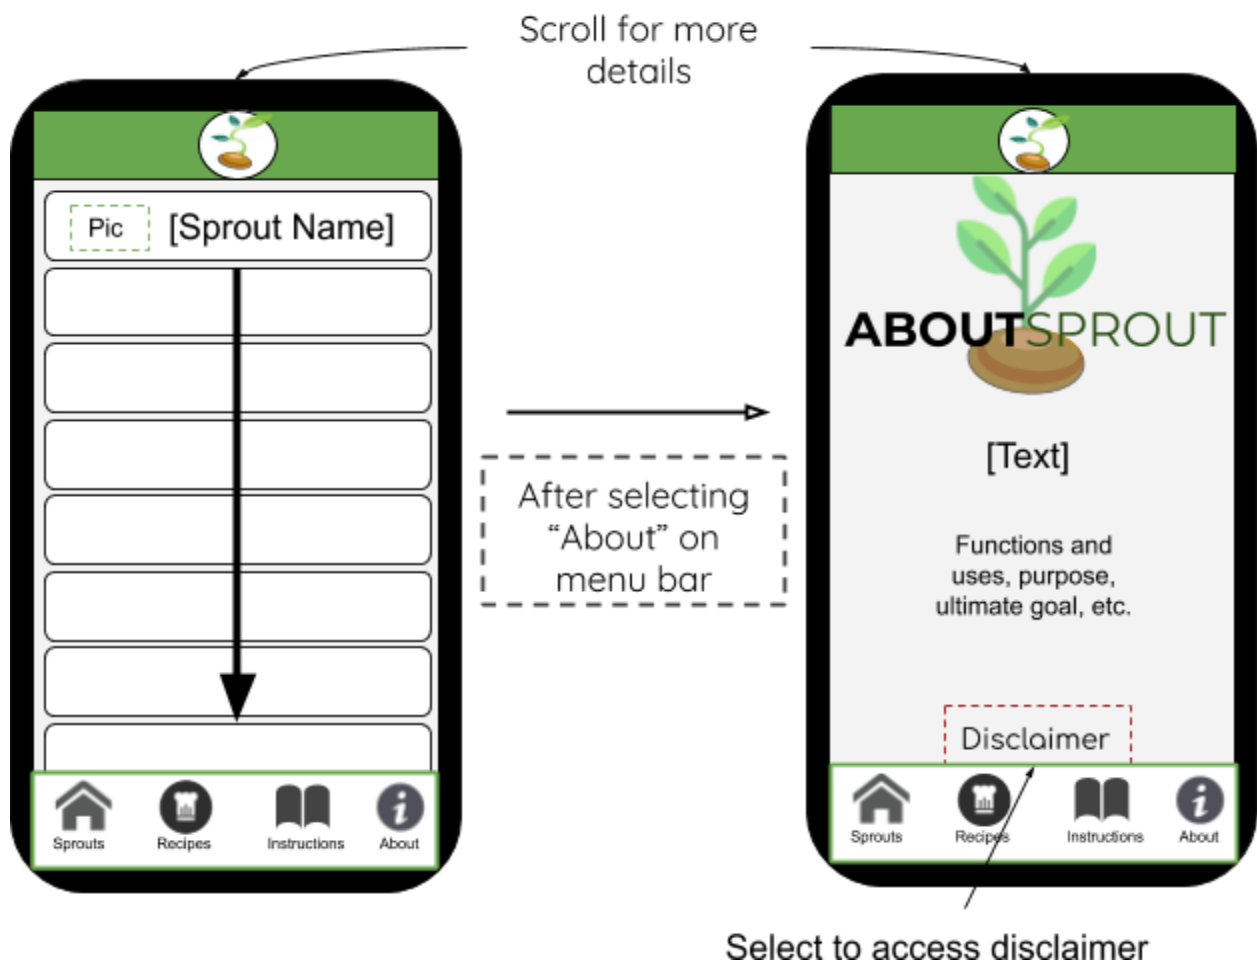 Scroll for more
details
Pic
[Sprout Name]
Sprouts
Recipes
Instructions
About
After selecting
“About” on
menu bar
ABOUTSPROUT
[Text]
Functions and
uses, purpose,
ultimate goal, etc.
Disclaimer
Sprouts
Recipes
Instructions
About
Select to access disclaimer